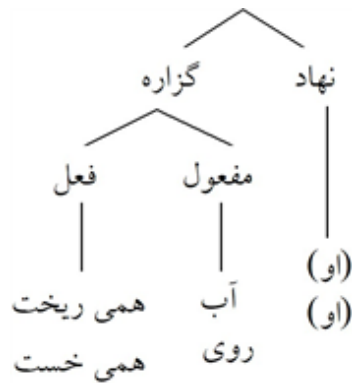 نهاد گزاره
مفعول فعل
(او) آب همی ریخت
(او) روی همی خست